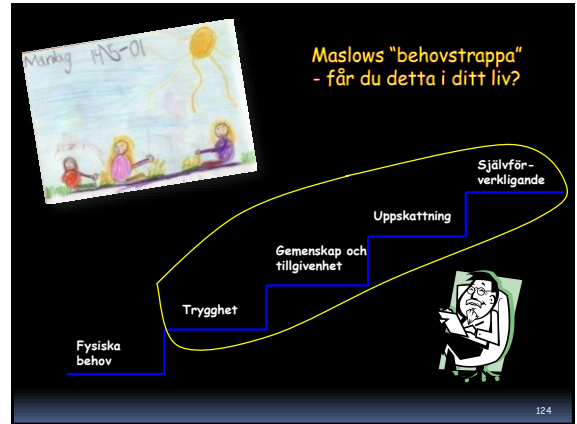 Måndag 14/5-01
Maslows “behovstrappa”
- får du detta i ditt liv?
Självför-
verkligande
Uppskattning
Gemenskap och
tillgivenhet
Trygghet
Fysiska
behov
124